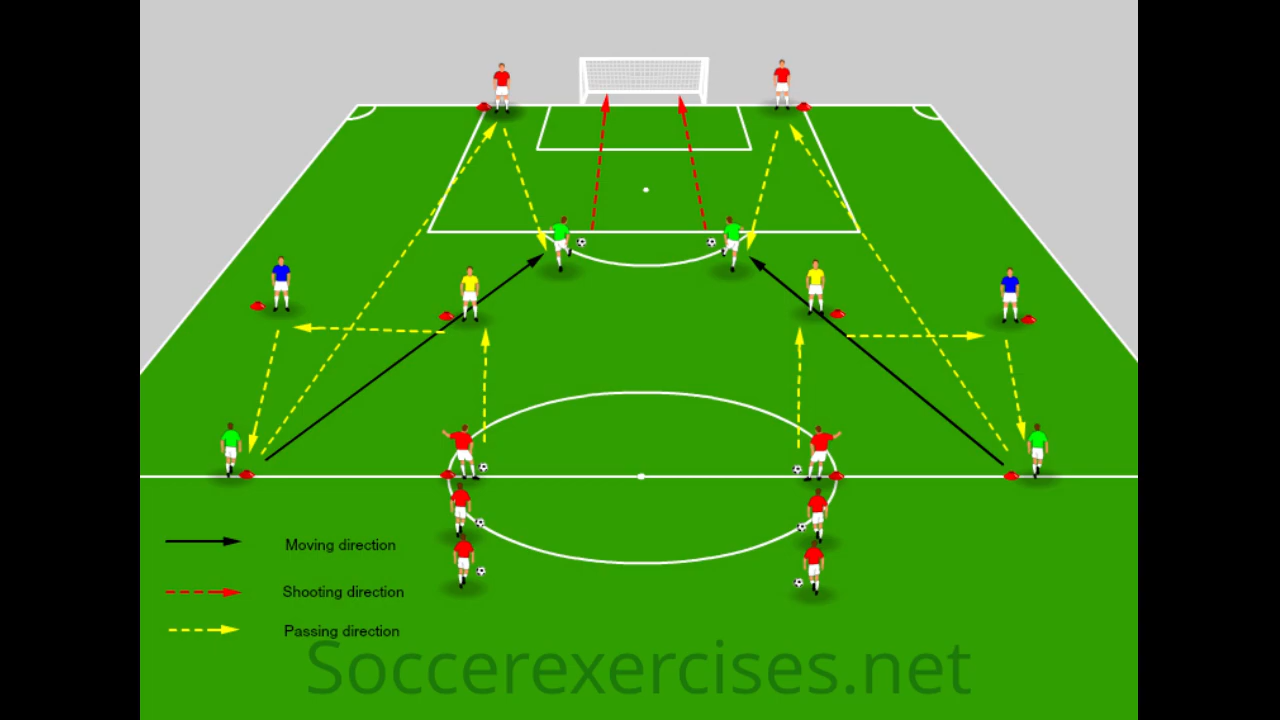 Moving direction
Shooting direction
Passing direction
Soccerexercises.net